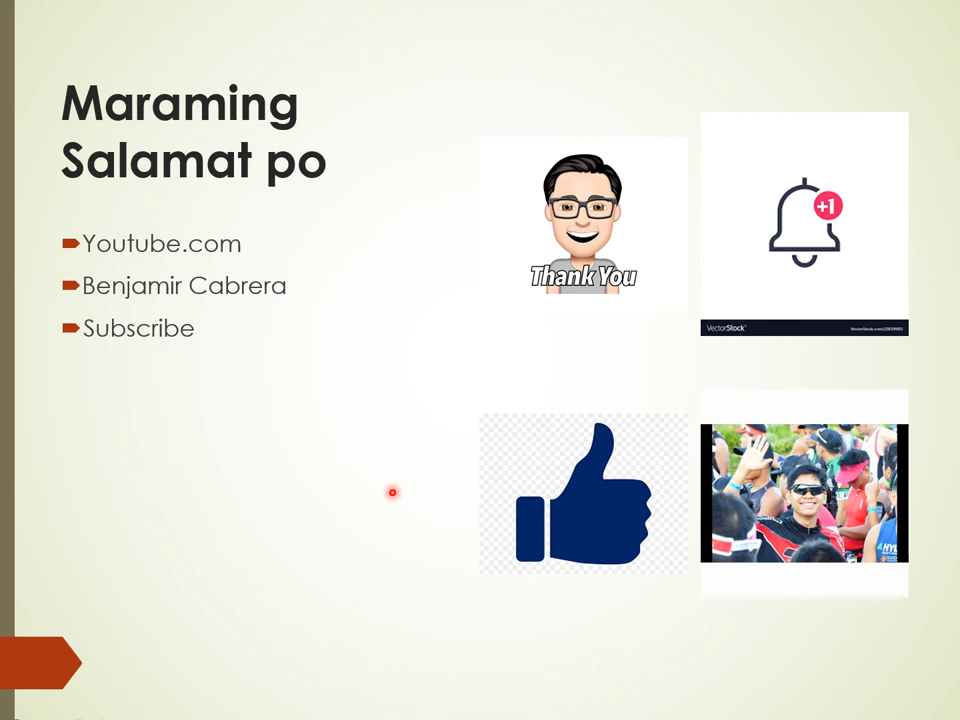 Maraming
Salamat po
Youtube.com
Benjamir Cabrera
Subscribe
Thank You
+1
VectorStock®